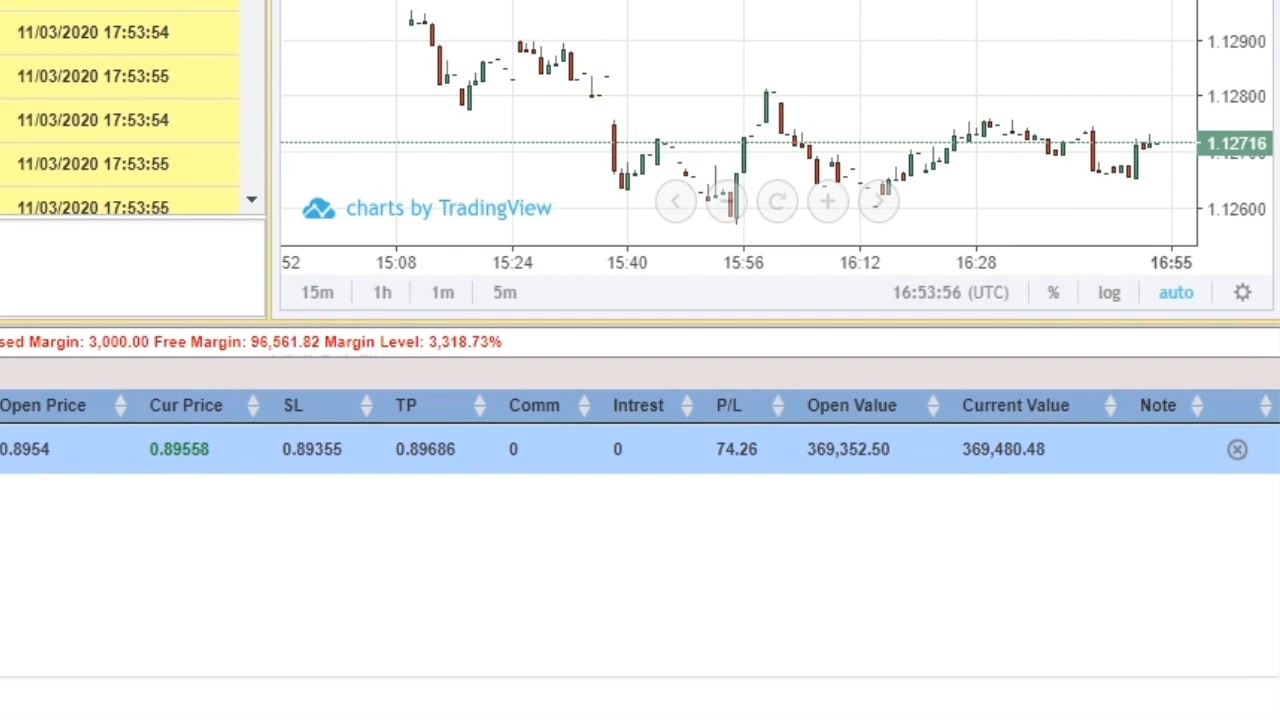 11/03/2020 17:53:54
11/03/2020 17:53:55
11/03/2020 17:53:54
11/03/2020 17:53:55
11/03/2020 17:53:55
1.12900
1.12800
1.12716
1.12600
charts by TradingView
52 15:08 15:24 15:40 15:56 16:12 16:28 16:55
15m 1h 1m 5m 16:53:56 (UTC) % log auto
sed Margin: 3,000.00 Free Margin: 96,561.82 Margin Level: 3,318.73%
Open Price Cur Price SL TP Comm Intrest P/L Open Value Current Value Note
0.8954 0.89558 0.89355 0.89686 0 0 74.26 369,352.50 369,480.48